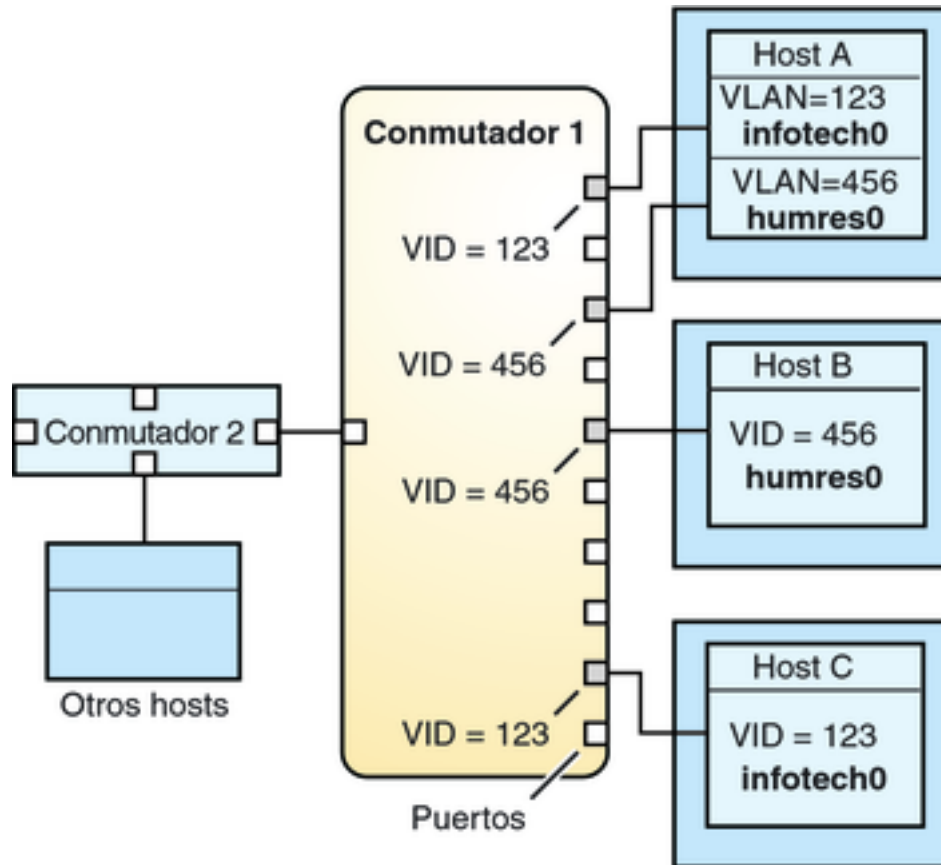 Conmutador 1
VID = 123
VID = 456
VID = 456
VID = 123
Puertos
Conmutador 2
Otros hosts
Host A
VLAN=123
infotech0
VLAN=456
humres0
Host B
VID = 456
humres0
Host C
VID = 123
infotech0